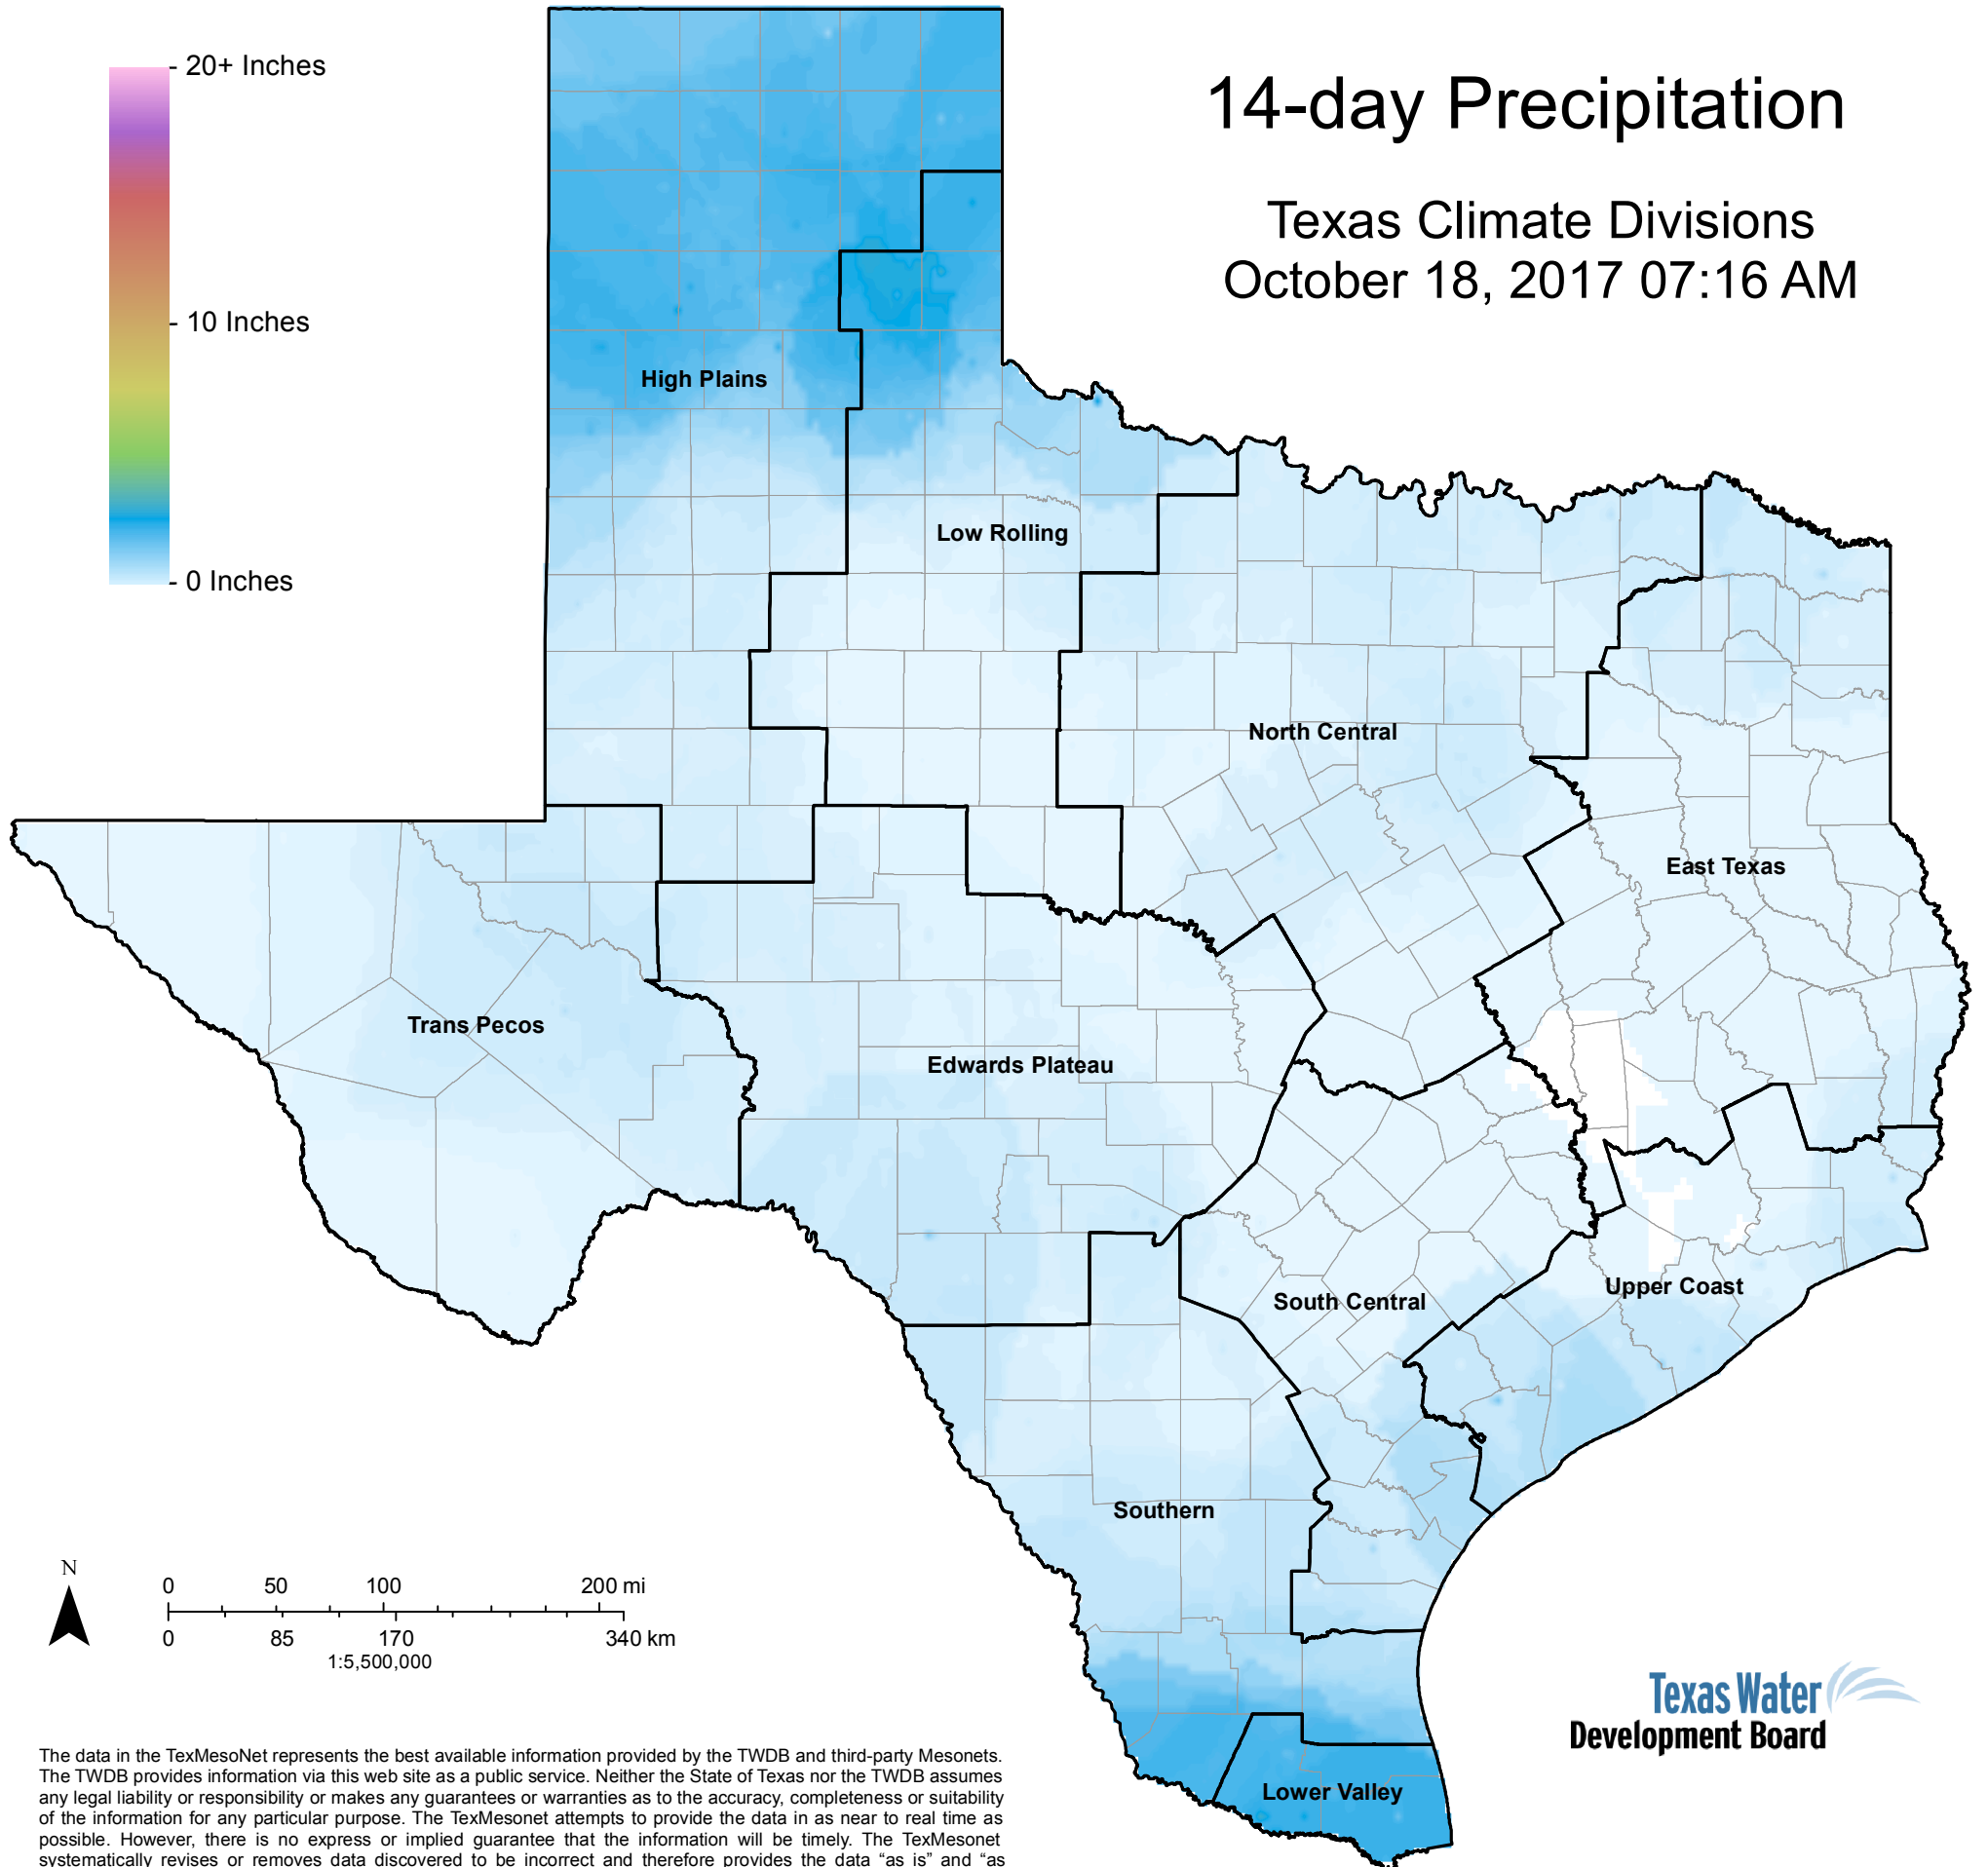 14-day Precipitation
Texas Climate Divisions
October 18, 2017 07:16 AM
20+ Inches
10 Inches
0 Inches
High Plains
Low Rolling
North Central
East Texas
Trans Pecos
Edwards Plateau
South Central
Upper Coast
Southern
Lower Valley
N
0 50 100 200 mi
0 85 170 340 km
1:5,500,000
Texas Water
Development Board
The data in the TexMesoNet represents the best available information provided by the TWDB and third-party Mesonets.
The TWDB provides information via this web site as a public service. Neither the State of Texas nor the TWDB assumes
any legal liability or responsibility or makes any guarantees or warranties as to the accuracy, completeness or suitability
of the information for any particular purpose. The TexMesonet attempts to provide the data in as near to real time as
possible. However, there is no express or implied guarantee that the information will be timely. The TexMesonet
systematically revises or removes data discovered to be incorrect and therefore provides the data “as is” and “as